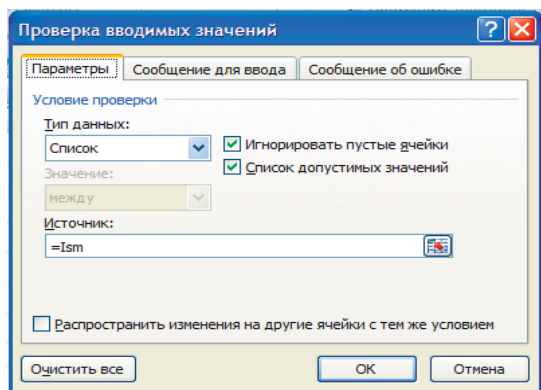 Проверка вводимых значений
Параметры Сообщение для ввода Сообщение об ошибке
Условие проверки
Тип данных:
Список
Игнорировать пустые ячейки
Значение:
Список допустимых значений
между
Источник:
=Ism
Распространить изменения на другие ячейки с тем же условием
Очистить все ОК Отмена